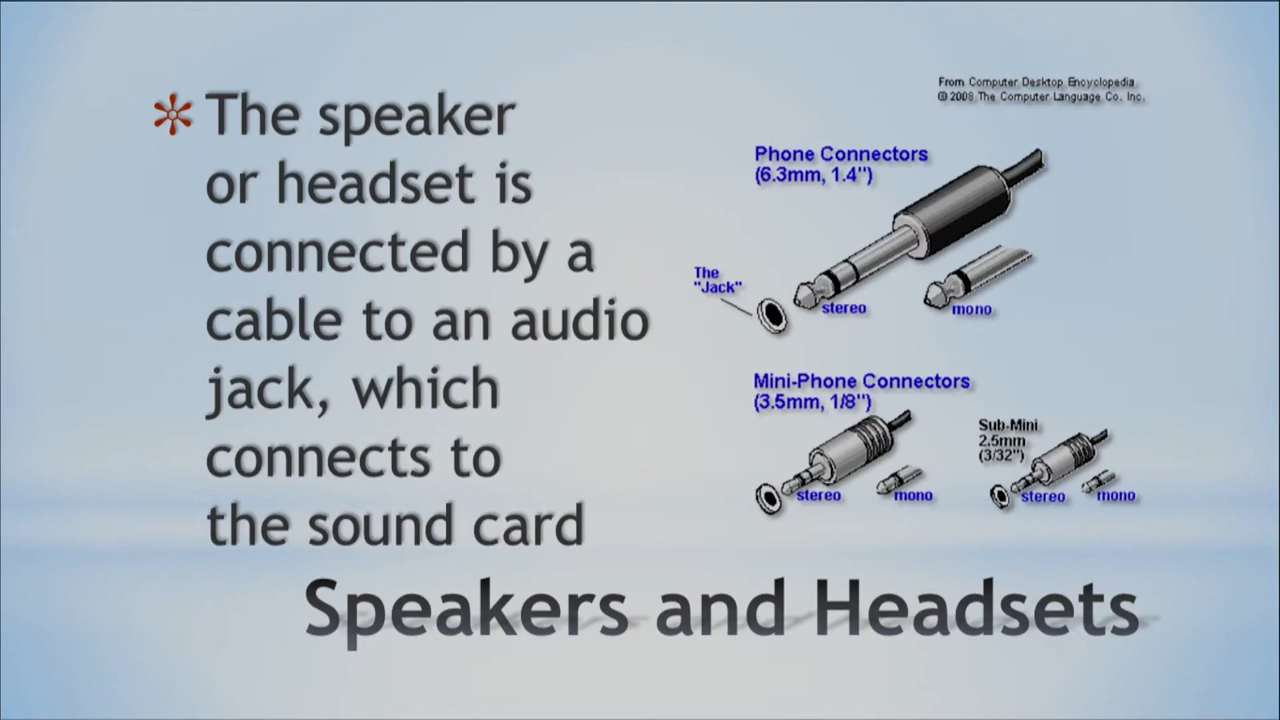 * The speaker
or headset is
connected by a
cable to an audio
jack, which
connects to
the sound card
From Computer Desktop Encyclopedia
© 2008 The Computer Language Co. Inc.
Phone Connectors
(6.3mm, 1.4")
The
"Jack"
stereo
mono
Mini-Phone Connectors
(3.5mm, 1/8")
stereo
mono
Sub-Mini
2.5mm
(3/32")
stereo
mono
Speakers and Headsets